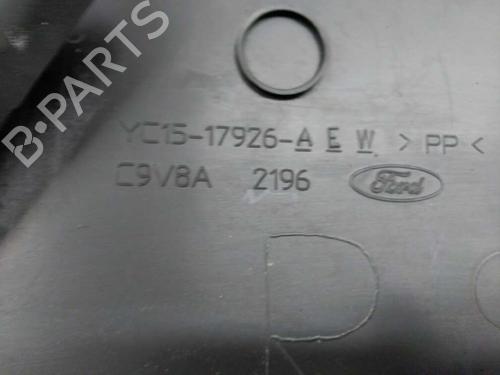 YC15-17926-A E W. > PP <
C9V8A 2196 Ford
R
B-PARTS